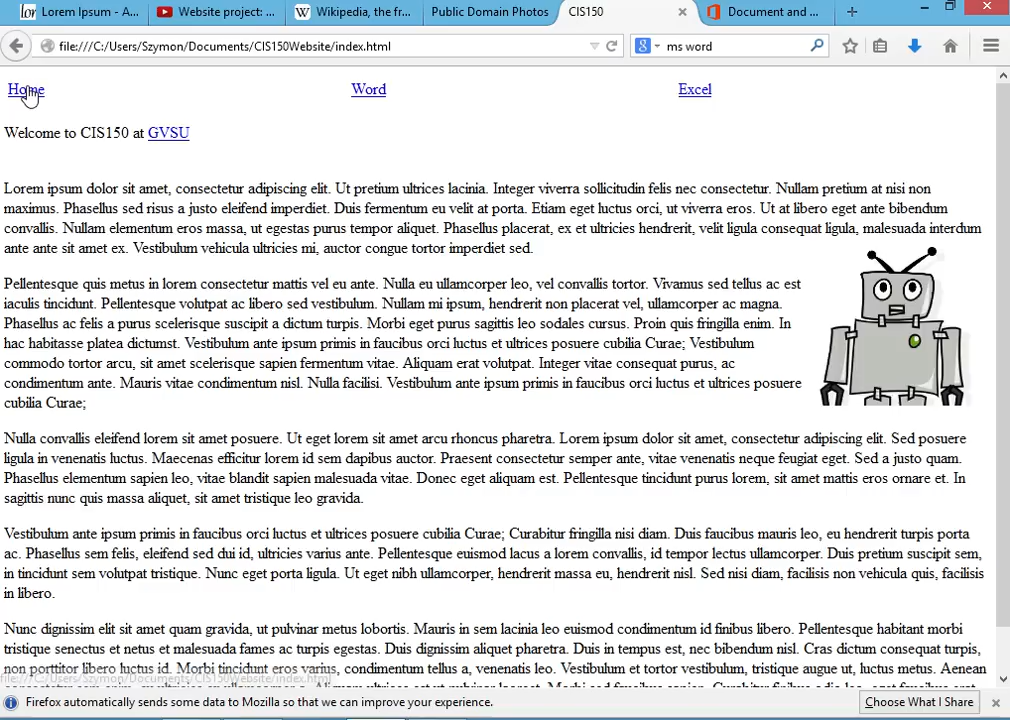 lor Lorem Ipsum - A...
Website project: ...
W Wikipedia, the fr...
Public Domain Photos
CIS150
Document and ...
file:///C:/Users/Szymon/Documents/CIS150Website/index.html
8 ms word
Home
Word
Excel
Welcome to CIS150 at GVSU
Lorem ipsum dolor sit amet, consectetur adipiscing elit. Ut pretium ultrices lacinia. Integer viverra sollicitudin felis nec consectetur. Nullam pretium at nisi non
maximus. Phasellus sed risus a justo eleifend imperdiet. Duis fermentum eu velit at porta. Etiam eget luctus orci, ut viverra eros. Ut at libero eget ante bibendum
convallis. Nullam elementum eros massa, ut egestas purus tempor aliquet. Phasellus placerat, ex et ultricies hendrerit, velit ligula consequat ligula, malesuada interdum
ante ante sit amet ex. Vestibulum vehicula ultricies mi, auctor congue tortor imperdiet sed.
Pellentesque quis metus in lorem consectetur mattis vel eu ante. Nulla eu ullamcorper leo, vel convallis tortor. Vivamus sed tellus ac est
iaculis tincidunt. Pellentesque volutpat ac libero sed vestibulum. Nullam mi ipsum, hendrerit non placerat vel, ullamcorper ac magna.
Phasellus ac felis a purus scelerisque suscipit a dictum turpis. Morbi eget purus sagittis leo sodales cursus. Proin quis fringilla enim. In
hac habitasse platea dictumst. Vestibulum ante ipsum primis in faucibus orci luctus et ultrices posuere cubilia Curae; Vestibulum
commodo tortor arcu, sit amet scelerisque sapien fermentum vitae. Aliquam erat volutpat. Integer vitae consequat purus, ac
condimentum ante. Mauris vitae condimentum nisl. Nulla facilisi. Vestibulum ante ipsum primis in faucibus orci luctus et ultrices posuere
cubilia Curae;
Nulla convallis eleifend lorem sit amet posuere. Ut eget lorem sit amet arcu rhoncus pharetra. Lorem ipsum dolor sit amet, consectetur adipiscing elit. Sed posuere
ligula in venenatis luctus. Maecenas efficitur lorem id sem dapibus auctor. Praesent consectetur semper ante, vitae venenatis neque feugiat eget. Sed a justo quam.
Phasellus elementum sapien leo, vitae blandit sapien malesuada vitae. Donec eget aliquam est. Pellentesque tincidunt purus lorem, sit amet mattis eros ornare et. In
sagittis nunc quis massa aliquet, sit amet tristique leo gravida.
Vestibulum ante ipsum primis in faucibus orci luctus et ultrices posuere cubilia Curae; Curabitur fringilla nisi diam. Duis faucibus mauris leo, eu hendrerit turpis porta
ac. Phasellus sem felis, eleifend sed dui id, ultricies varius ante. Pellentesque euismod lacus a lorem convallis, id tempor lectus ullamcorper. Duis pretium suscipit sem,
in tincidunt sem volutpat tristique. Nunc eget porta ligula. Ut eget nibh ullamcorper, hendrerit massa eu, hendrerit nisl. Sed nisi diam, facilisis non vehicula quis, facilisis
in libero.
Nunc dignissim elit sit amet quam gravida, ut pulvinar metus lobortis. Mauris in sem lacinia leo euismod condimentum id finibus libero. Pellentesque habitant morbi
tristique senectus et netus et malesuada fames ac turpis egestas. Duis dignissim aliquet pharetra. Duis in tempus est, nec bibendum nisl. Cras dictum consequat turpis,
non porttitor libero luctus id. Morbi tincidunt eros varius, condimentum tellus a, venenatis leo. Vestibulum et tortor vestibulum, tristique augue ut, luctus metus. Aenean
file:///C:/Users/Szymon/Documents/CIS150Website/index.html
Firefox automatically sends some data to Mozilla so that we can improve your experience.
Choose What I Share